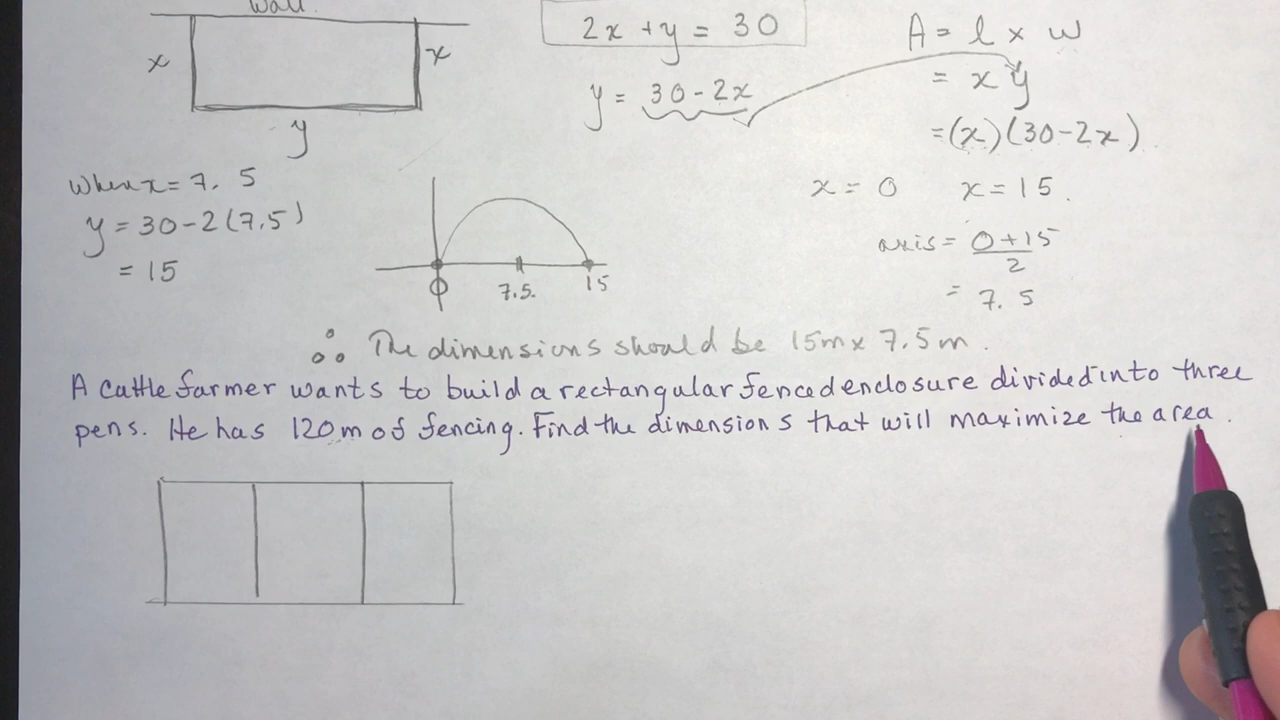 Wall.
x
x
y
2x + y = 30
y = 30 - 2x
A = l x w
= x y
= (x)(30-2x)
x = 0 x = 15.
axis = 0+15
2
= 7.5
when x = 7.5
y = 30 - 2(7.5)
= 15
0 7.5. 15
∴ The dimensions should be 15m x 7.5m.
A cattle farmer wants to build a rectangular fenced enclosure divided into three
pens. He has 120m of fencing. Find the dimensions that will maximize the area.